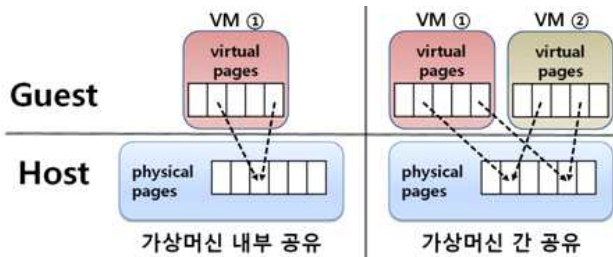 VM ①
virtual
pages
VM ①
virtual
pages
VM ②
virtual
pages
Guest
Host
physical
pages
physical
pages
가상머신 내부 공유
가상머신 간 공유